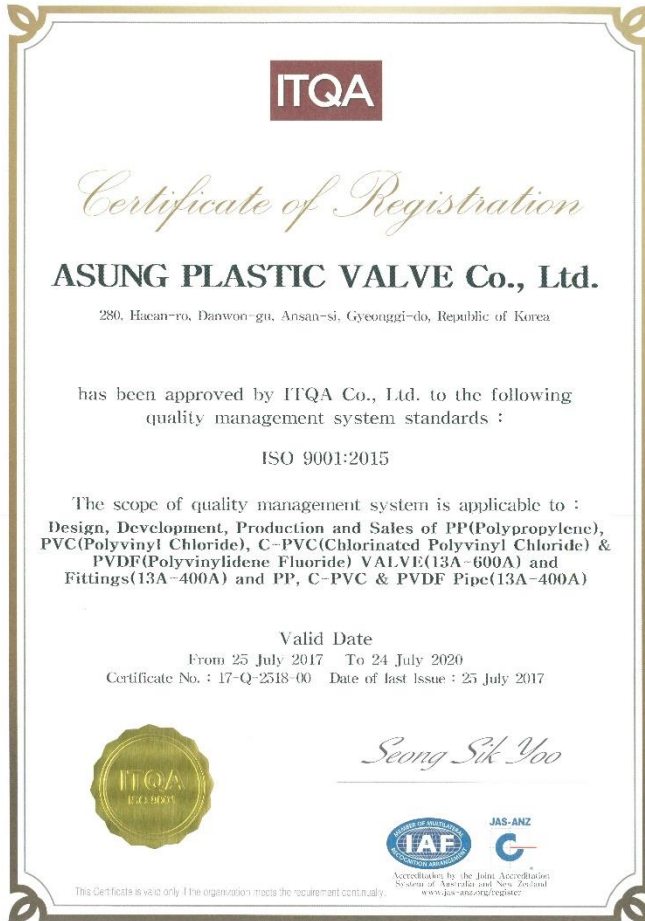 ITQA
Certificate of Registration
ASUNG PLASTIC VALVE Co., Ltd.
280, Haean-ro, Danwon-gu, Ansan-si, Gyeonggi-do, Republic of Korea
has been approved by ITQA Co., Ltd. to the following
quality management system standards :
ISO 9001:2015
The scope of quality management system is applicable to :
Design, Development, Production and Sales of PP(Polypropylene),
PVC(Polyvinyl Chloride), C-PVC(Chlorinated Polyvinyl Chloride) &
PVDF(Polyvinylidene Fluoride) VALVE(13A-600A) and
Fittings(13A-400A) and PP, C-PVC & PVDF Pipe(13A-400A)
Valid Date
From 25 July 2017 To 24 July 2020
Certificate No. : 17-Q-2518-00 Date of last Issue : 25 July 2017
Seong Sik Yoo
ITQA
ISO 9001
MEMBER OF MULTILATERAL
IAF
RECOGNITION ARRANGEMENT
JAS-ANZ
Accreditation by the Joint Accreditation
System of Australia and New Zealand
www.jas-anz.org/register
This Certificate is valid only if the organization meets the requirement continually.